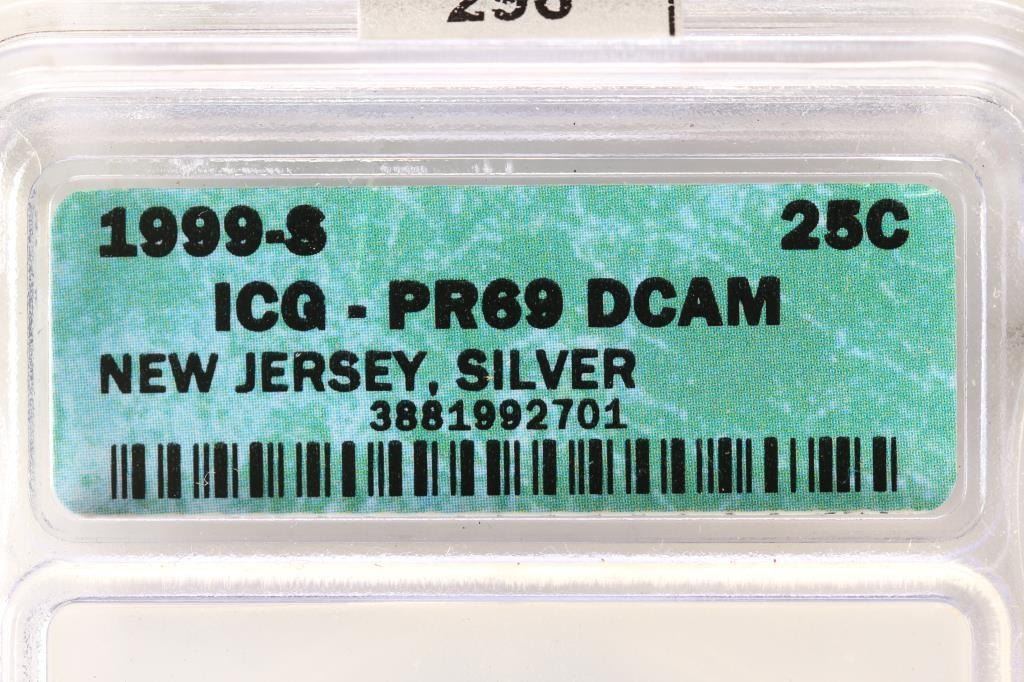 1999-S 25C
ICG - PR69 DCAM
NEW JERSEY, SILVER
3881992701